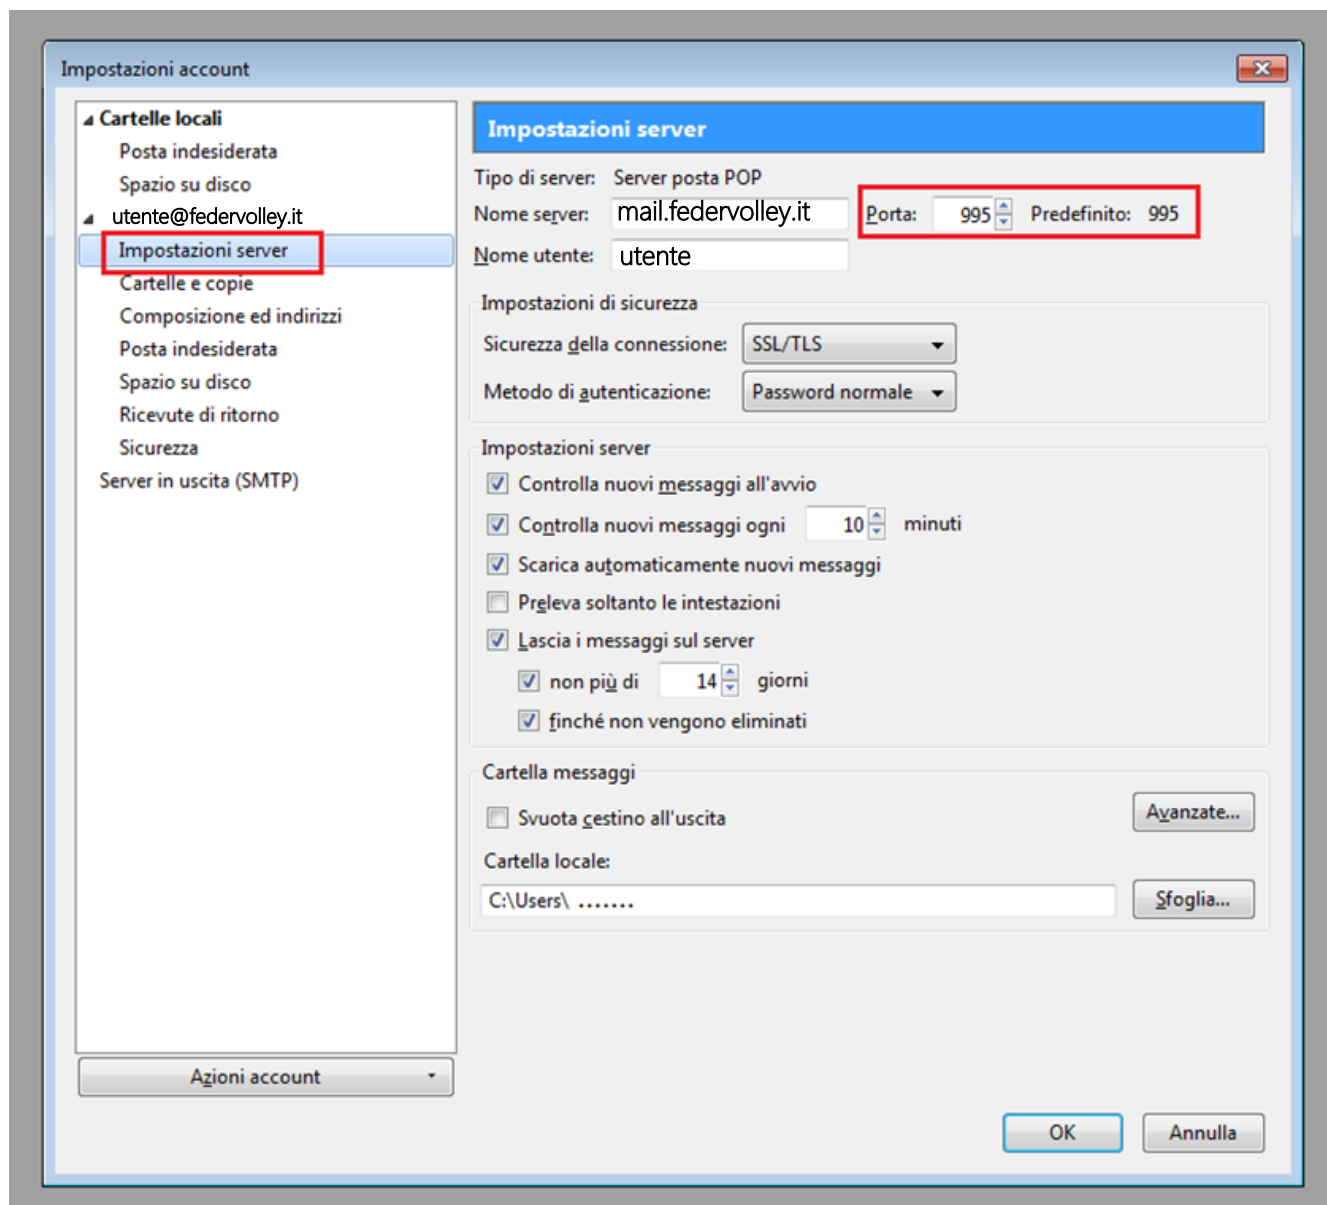 Impostazioni account
Cartelle locali
Posta indesiderata
Spazio su disco
utente@federvolley.it
Impostazioni server
Cartelle e copie
Composizione ed indirizzi
Posta indesiderata
Spazio su disco
Ricevute di ritorno
Sicurezza
Server in uscita (SMTP)
Azioni account
Impostazioni server
Tipo di server: Server posta POP
Nome server: mail.federvolley.it Porta: 995 Predefinito: 995
Nome utente: utente
Impostazioni di sicurezza
Sicurezza della connessione: SSL/TLS
Metodo di autenticazione: Password normale
Impostazioni server
Controlla nuovi messaggi all'avvio
Controlla nuovi messaggi ogni 10 minuti
Scarica automaticamente nuovi messaggi
Preleva soltanto le intestazioni
Lascia i messaggi sul server
non più di 14 giorni
finché non vengono eliminati
Cartella messaggi
Svuota cestino all'uscita Avanzate...
Cartella locale:
C:\Users\ ....... Sfoglia...
OK Annulla